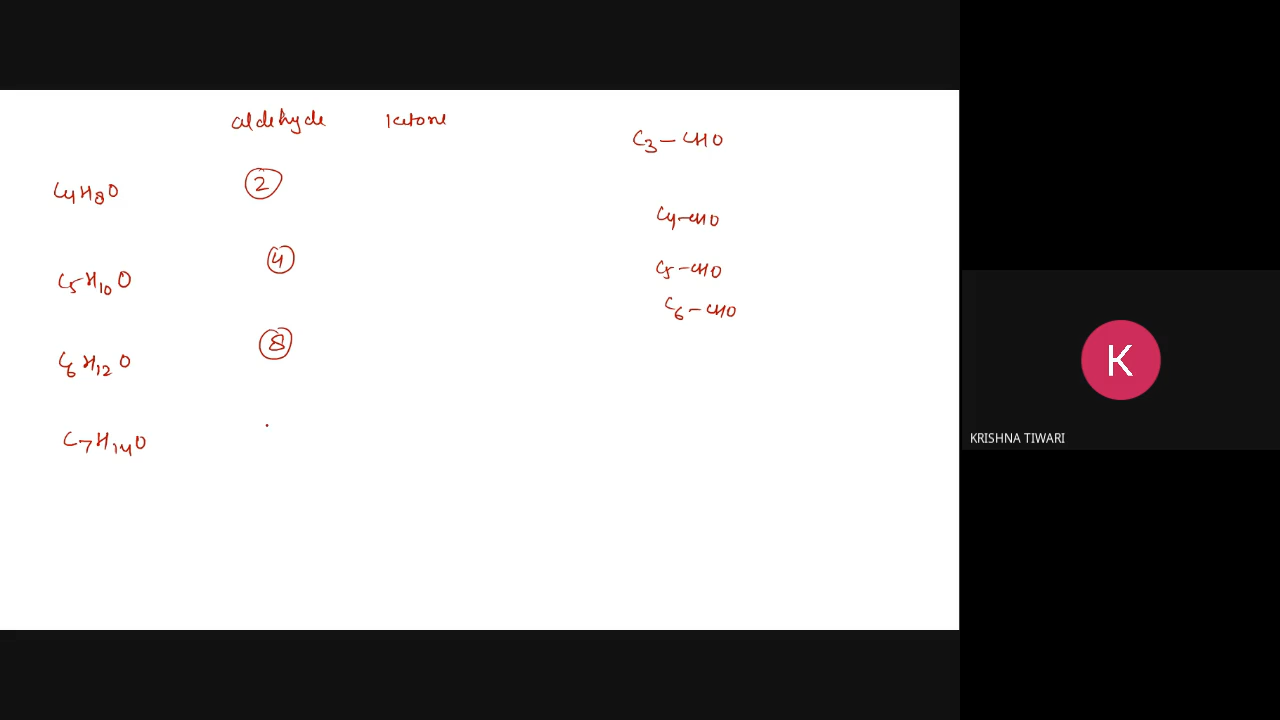 aldehyde ketone
C3-CHO
C4H8O 2
C4-CHO
4
C5H10O
C5-CHO
C6-CHO
8
C6H12O
C7H14O
K
KRISHNA TIWARI